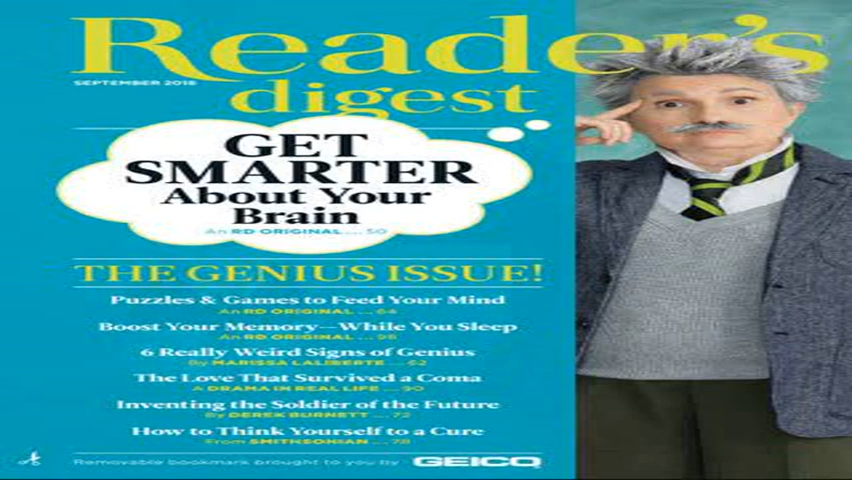 Reader's
SEPTEMBER 2018
digest
GET
SMARTER
About Your
Brain
An RD ORIGINAL ... 50
THE GENIUS ISSUE!
Puzzles & Games to Feed Your Mind
An RD ORIGINAL ... 64
Boost Your Memory—While You Sleep
An RD ORIGINAL ... 96
6 Really Weird Signs of Genius
By MARISSA LALIBERTE ... 62
The Love That Survived a Coma
A DRAMA IN REAL LIFE ... 90
Inventing the Soldier of the Future
By DEREK BURNETT ... 72
How to Think Yourself to a Cure
From SMITHSONIAN ... 78
Removable bookmark brought to you by GEICO